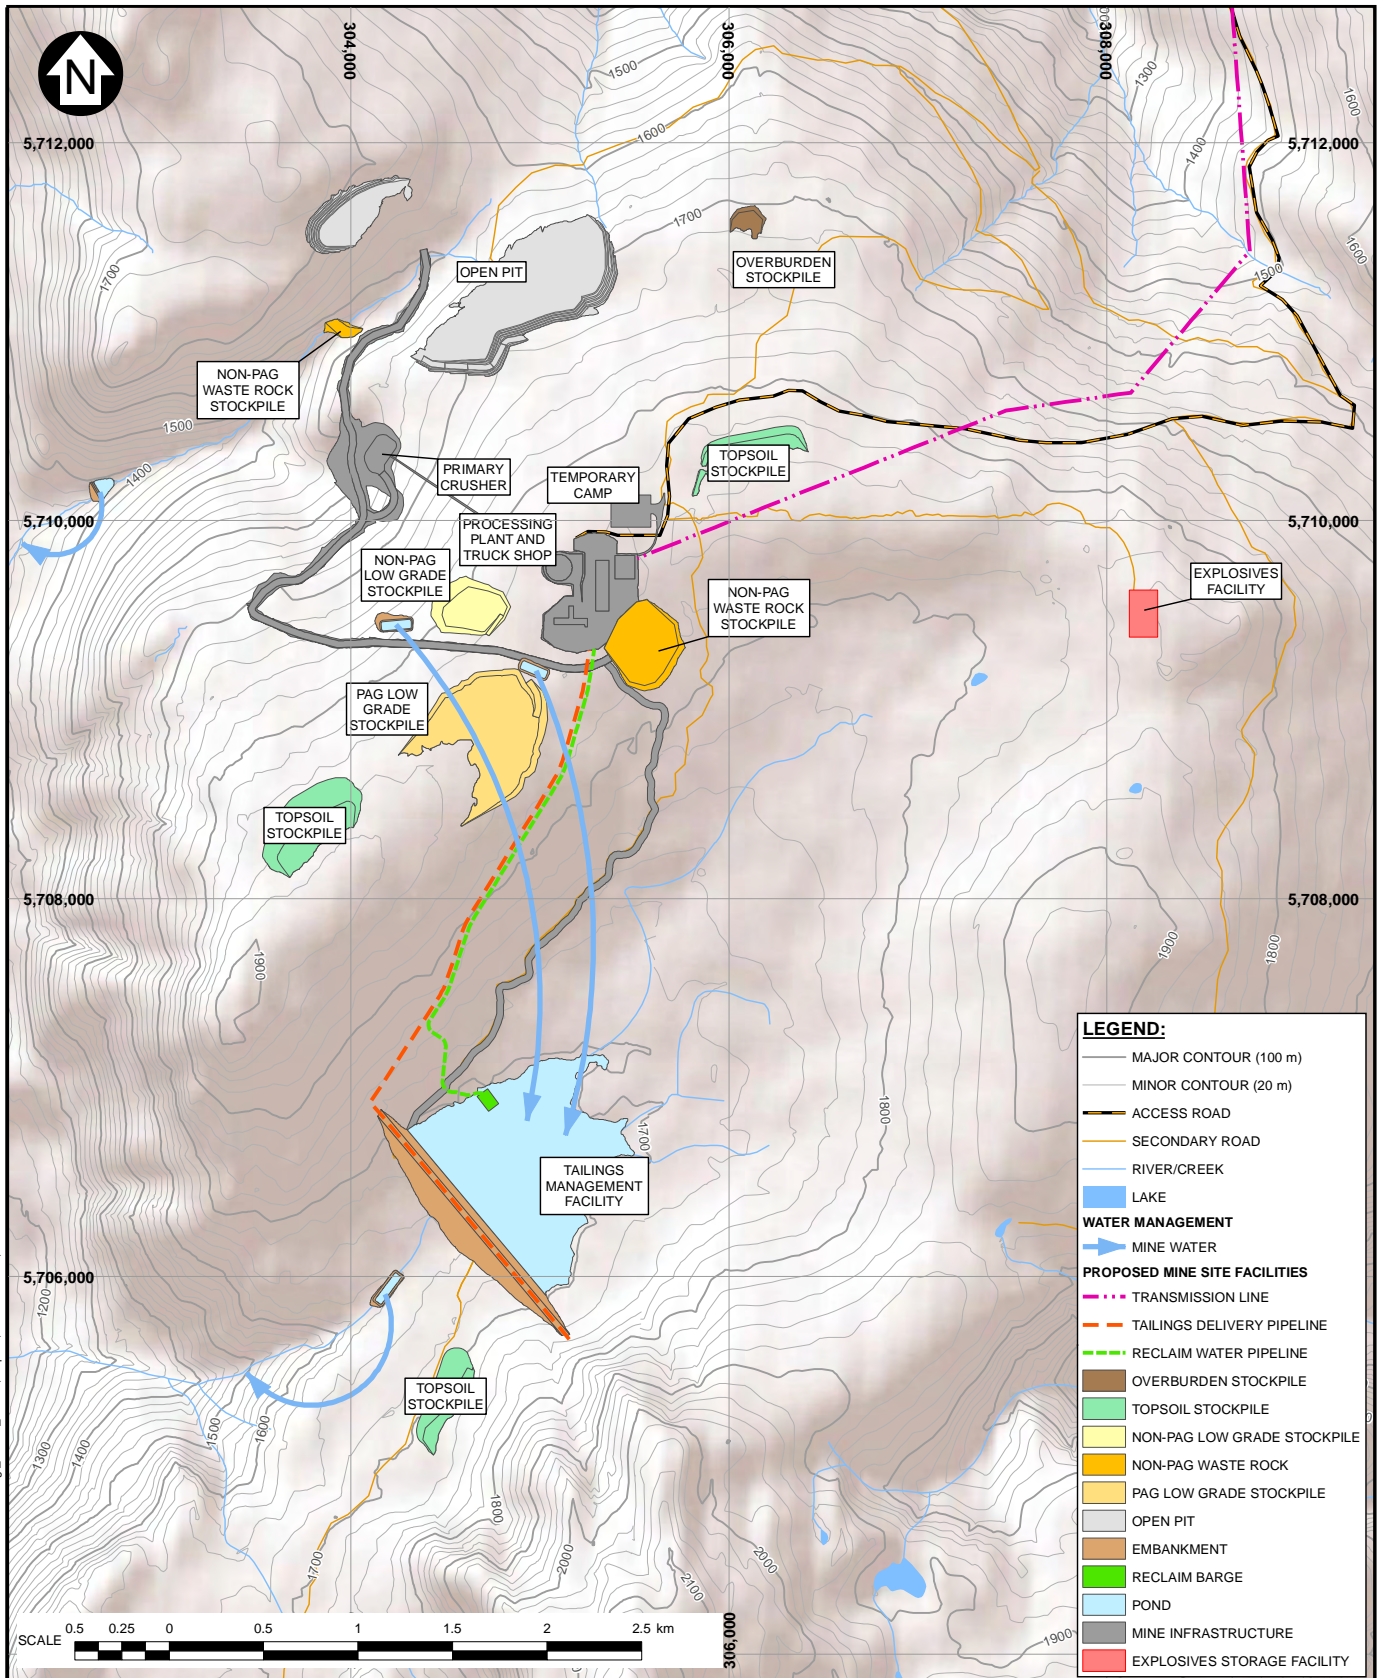 N
304,000
306,000
308,000
1500
1300
1600
1600
1400
5,712,000
5,712,000
1700
1700
OVERBURDEN
STOCKPILE
OPEN PIT
1600
1500
NON-PAG
WASTE ROCK
STOCKPILE
1500
1400
PRIMARY
CRUSHER
TEMPORARY
CAMP
TOPSOIL
STOCKPILE
5,710,000
5,710,000
PROCESSING
PLANT AND
TRUCK SHOP
NON-PAG
LOW GRADE
STOCKPILE
NON-PAG
WASTE ROCK
STOCKPILE
EXPLOSIVES
FACILITY
PAG LOW
GRADE
STOCKPILE
TOPSOIL
STOCKPILE
5,708,000
5,708,000
1900
1900
1800
1800
1700
TAILINGS
MANAGEMENT
FACILITY
5,706,000
1200
TOPSOIL
STOCKPILE
1500
1600
1300
1400
1800
1700
2000
2000
2100
1900
306,000
SCALE
0.5 0.25 0 0.5 1 1.5 2 2.5 km
LEGEND:
MAJOR CONTOUR (100 m)
MINOR CONTOUR (20 m)
ACCESS ROAD
SECONDARY ROAD
RIVER/CREEK
LAKE
WATER MANAGEMENT
MINE WATER
PROPOSED MINE SITE FACILITIES
TRANSMISSION LINE
TAILINGS DELIVERY PIPELINE
RECLAIM WATER PIPELINE
OVERBURDEN STOCKPILE
TOPSOIL STOCKPILE
NON-PAG LOW GRADE STOCKPILE
NON-PAG WASTE ROCK
PAG LOW GRADE STOCKPILE
OPEN PIT
EMBANKMENT
RECLAIM BARGE
POND
MINE INFRASTRUCTURE
EXPLOSIVES STORAGE FACILITY